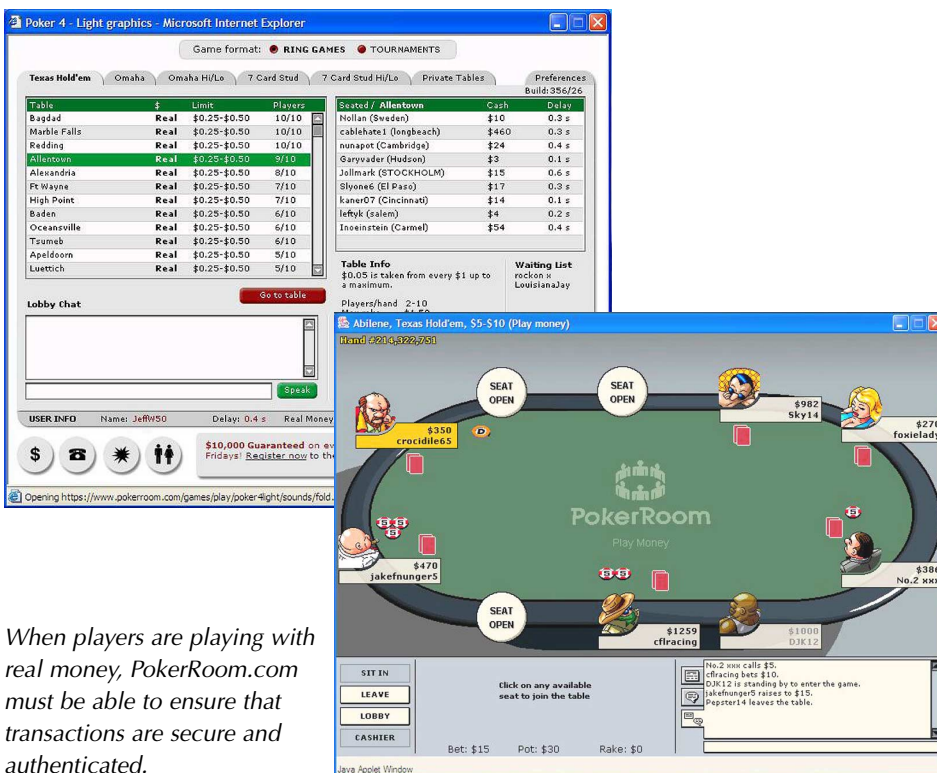 Poker 4 - Light graphics - Microsoft Internet Explorer
Game format: RING GAMES TOURNAMENTS
Texas Hold'em Omaha Omaha Hi/Lo 7 Card Stud 7 Card Stud Hi/Lo Private Tables Preferences
Build:356/26
Table $ Limit Players
Bagdad Real $0.25-$0.50 10/10
Marble Falls Real $0.25-$0.50 10/10
Redding Real $0.25-$0.50 10/10
Allentown Real $0.25-$0.50 9/10
Alexandria Real $0.25-$0.50 8/10
Ft Wayne Real $0.25-$0.50 7/10
High Point Real $0.25-$0.50 7/10
Baden Real $0.25-$0.50 6/10
Oceansville Real $0.25-$0.50 6/10
Tsumeb Real $0.25-$0.50 6/10
Apeldoorn Real $0.25-$0.50 5/10
Luettich Real $0.25-$0.50 5/10
Seated / Allentown Cash Delay
Nollan (Sweden) $10 0.3 s
cablehate1 (longbeach) $460 0.3 s
nunapot (Cambridge) $24 0.4 s
Garyvader (Hudson) $3 0.1 s
Jollmark (STOCKHOLM) $15 0.6 s
Slyone6 (El Paso) $17 0.3 s
kaner07 (Cincinnati) $14 0.1 s
leftyk (salem) $4 0.2 s
Inoeinstein (Carmel) $54 0.4 s
Table Info
$0.05 is taken from every $1 up to
a maximum.
Players/hand 2-10
Waiting List
rockon x
LouisianaJay
Go to table
Lobby Chat
Speak
USER INFO Name: JeffW50 Delay: 0.4 s Real Money
$10,000 Guaranteed on ev
Fridays! Register now to the
Opening https://www.pokerroom.com/games/play/poker4light/sounds/fold.
Abilene, Texas Hold'em, $5-$10 (Play money)
Hand #214,322,751
SEAT
OPEN
SEAT
OPEN
$982
Sky14
$350
crocidile65
D
$270
foxielady
PokerRoom
Play Money
5 5
5
5
$470
jakefnunger5
$386
No.2 xxx
5 5
SEAT
OPEN
$1259
cflracing
$1000
DJK12
SIT IN
LEAVE
LOBBY
CASHIER
Click on any available
seat to join the table
Bet: $15 Pot: $30 Rake: $0
No.2 xxx calls $5.
cflracing bets $10.
DJK12 is standing by to enter the game.
jakefnunger5 raises to $15.
Pepster14 leaves the table.
Java Applet Window
When players are playing with
real money, PokerRoom.com
must be able to ensure that
transactions are secure and
authenticated.